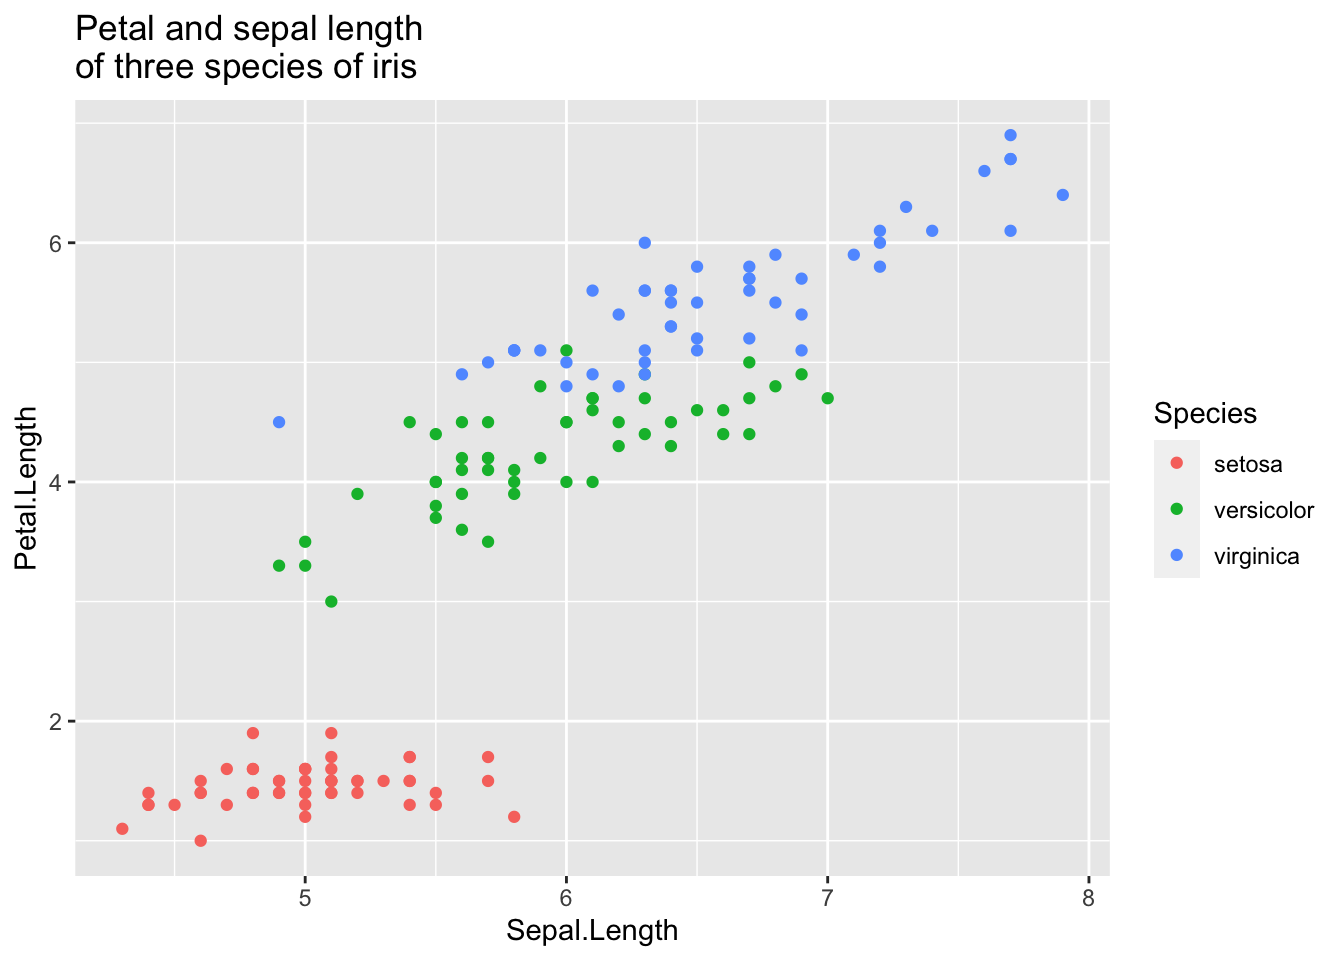 Petal and sepal length
of three species of iris
Petal.Length
6
4
2
5
6
7
8
Sepal.Length
Species
setosa
versicolor
virginica